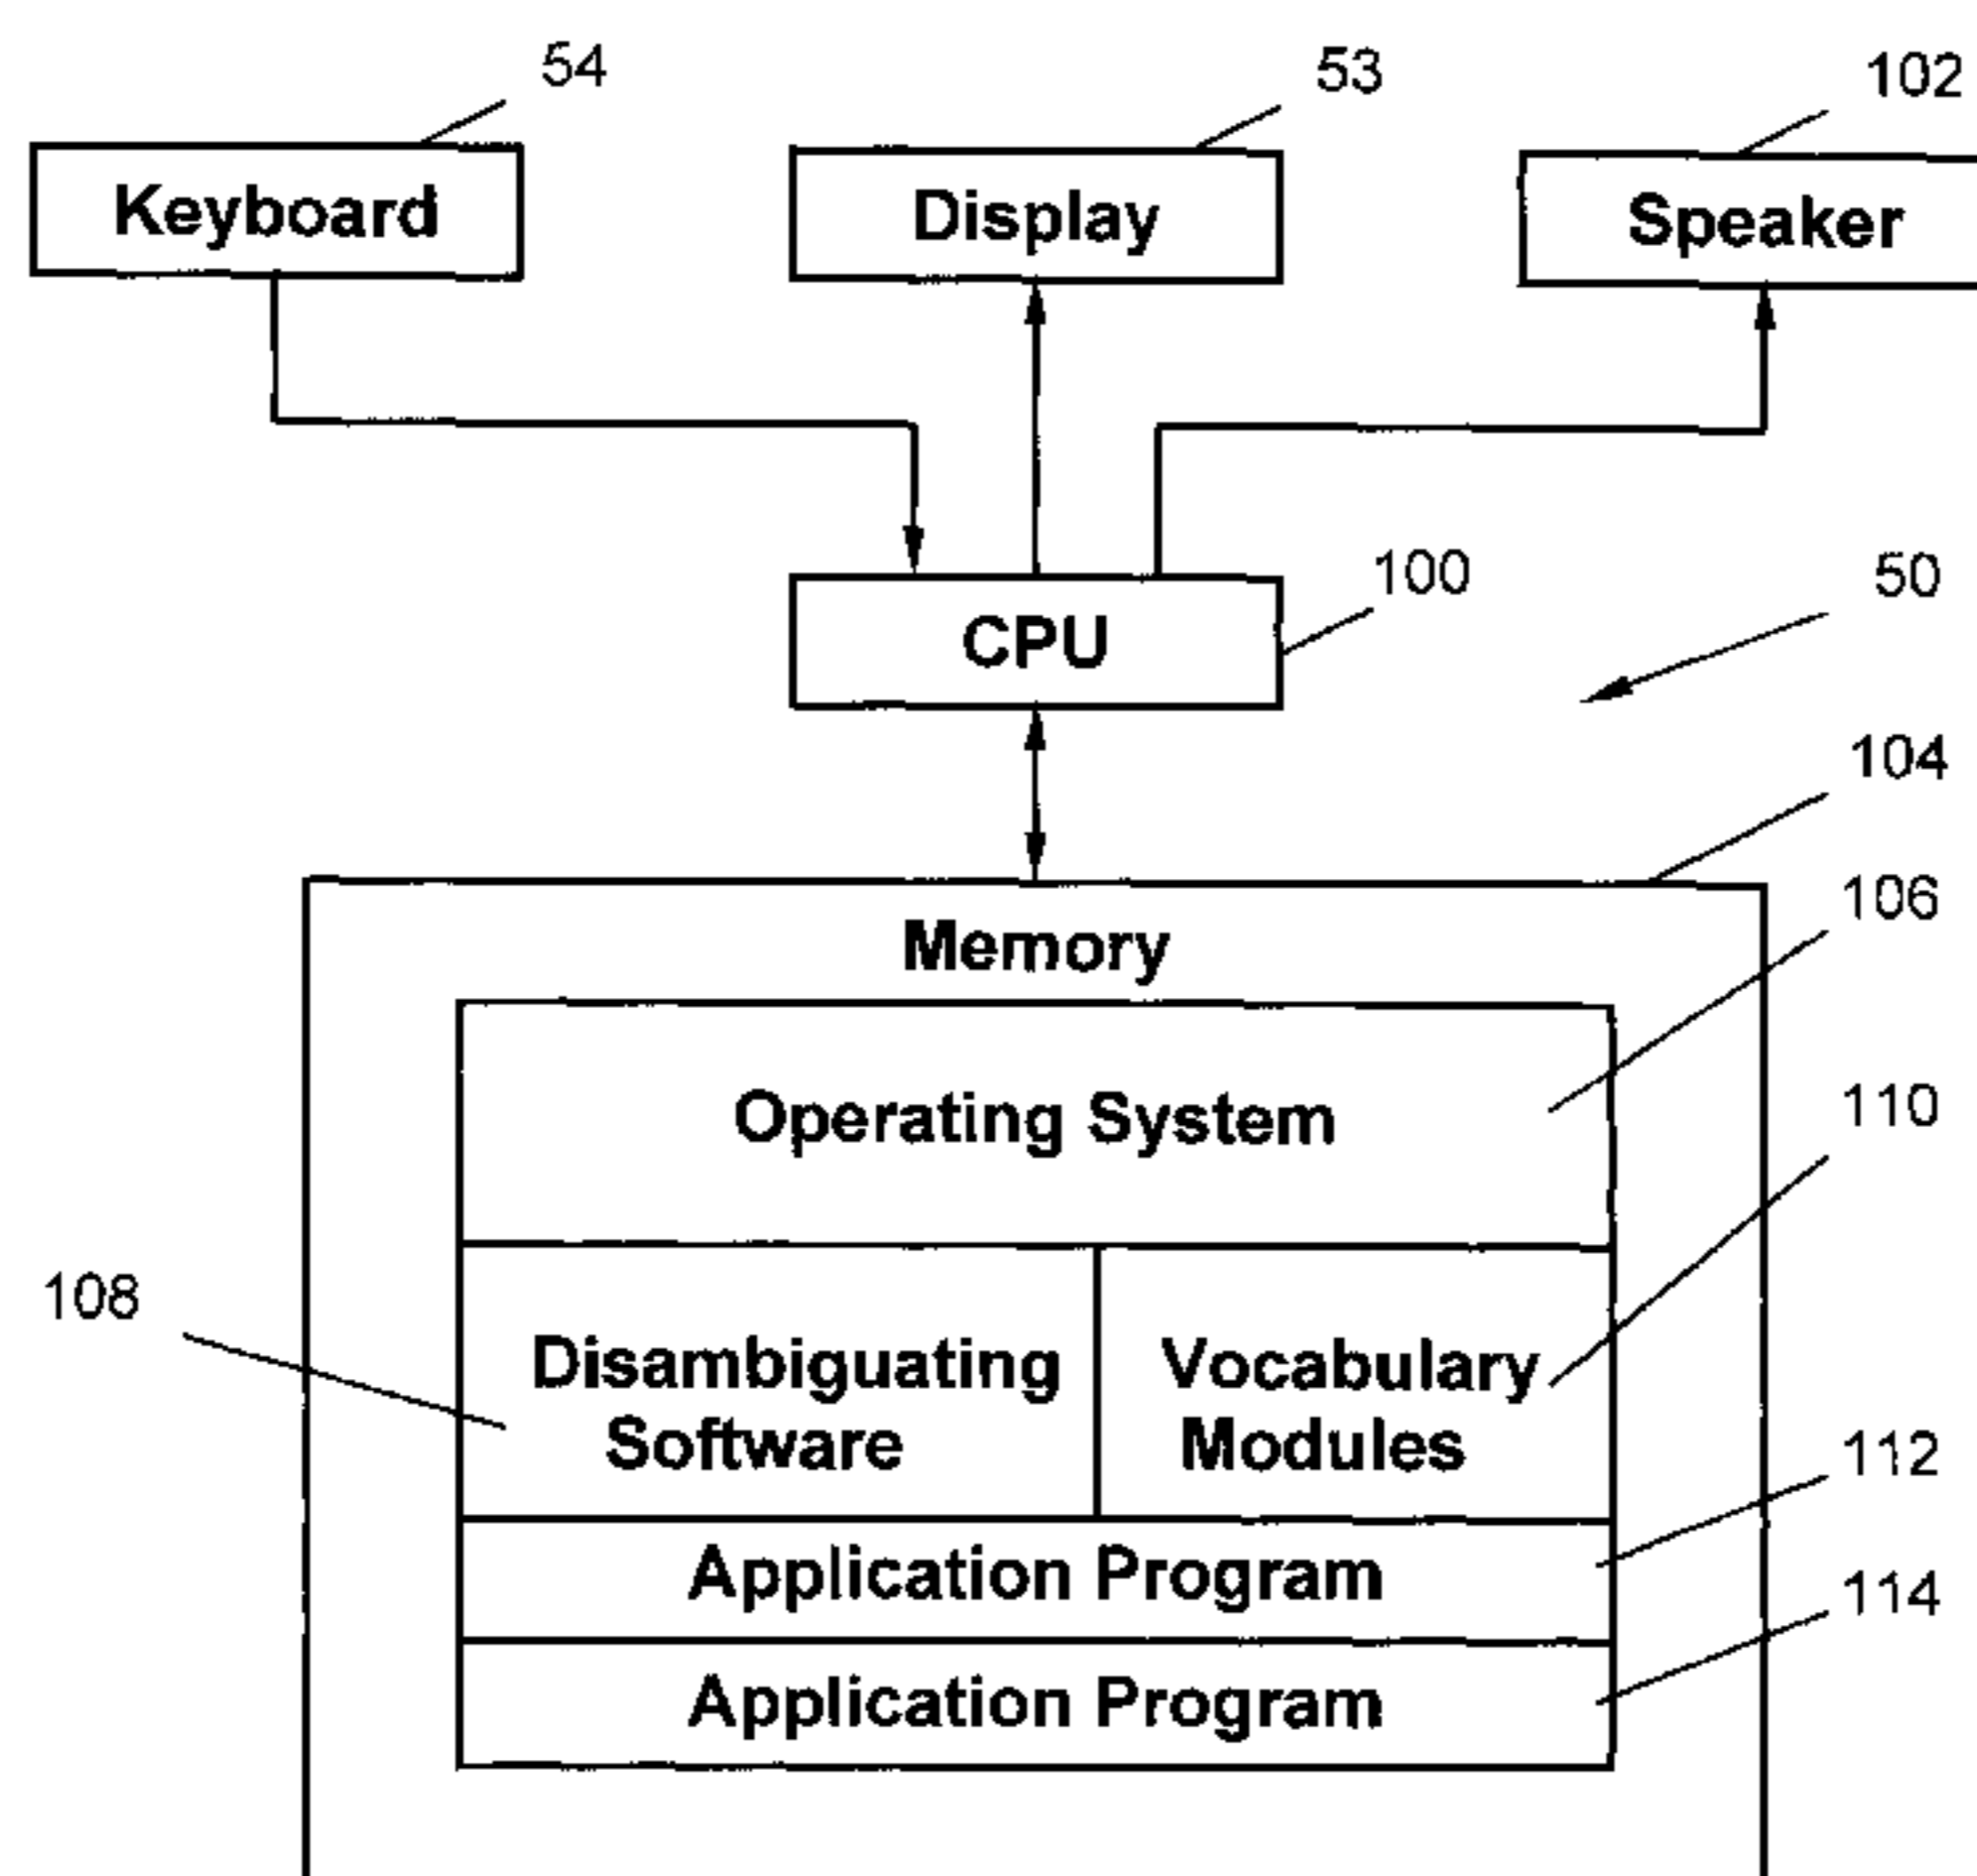 54
53
102
Keyboard
Display
Speaker
100
CPU
50
104
Memory
106
Operating System
110
108
Disambiguating
Software
Vocabulary
Modules
112
Application Program
114
Application Program